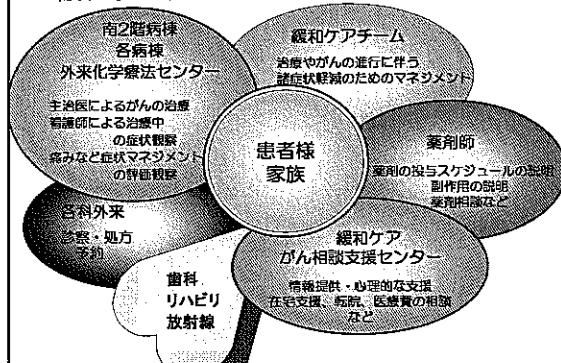 南2階病棟
各病棟
外来化学療法センター
主治医によるがんの治療
看護師による治療中
の症状観察
痛みなど症状マネジメント
の評価観察
緩和ケアチーム
治療やがんの進行に伴う
諸症状軽減のためのマネジメント
患者様
家族
薬剤師
薬剤の投与スケジュールの説明
副作用の説明
薬剤相談など
各科外来
診察・処方
予約
歯科
リハビリ
放射線
緩和ケア
がん相談支援センター
情報提供・心理的な支援
在宅支援、転院、医療費の相談
など